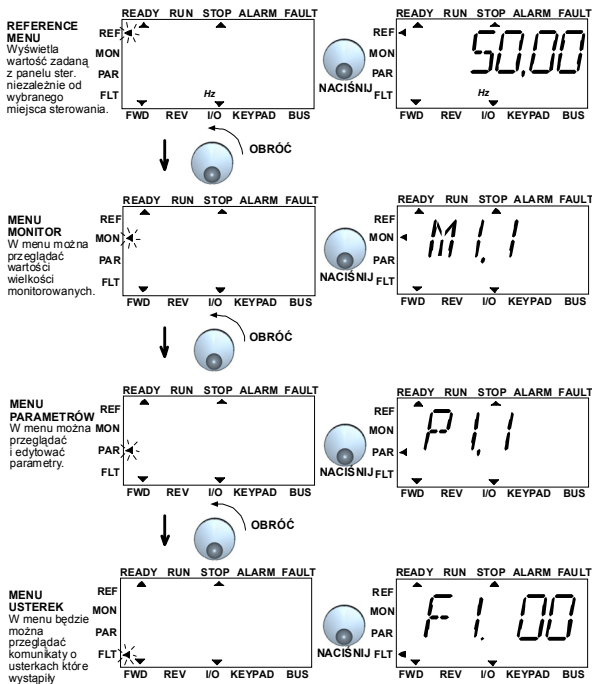 READY RUN STOP ALARM FAULT
READY RUN STOP ALARM FAULT
REFERENCE
MENU
Wyświetla
wartość zadaną
z panelu ster.
niezależnie od
wybranego
miejsca sterowania.
REF
MON
PAR
FLT
Hz
FWD REV I/O KEYPAD BUS
NACIŚNIJ
REF
MON
PAR
FLT
50,00
Hz
FWD REV I/O KEYPAD BUS
OBRÓĆ
READY RUN STOP ALARM FAULT
READY RUN STOP ALARM FAULT
MENU
MONITOR
W menu można
przeglądać
wartości
wielkości
monitorowanych.
REF
MON
PAR
FLT
FWD REV I/O KEYPAD BUS
NACIŚNIJ
REF
MON
PAR
FLT
M1.1
FWD REV I/O KEYPAD BUS
OBRÓĆ
READY RUN STOP ALARM FAULT
READY RUN STOP ALARM FAULT
MENU
PARAMETRÓW
W menu można
przeglądać
i edytować
parametry.
REF
MON
PAR
FLT
FWD REV I/O KEYPAD BUS
NACIŚNIJ
REF
MON
PAR
FLT
P1,1
FWD REV I/O KEYPAD BUS
OBRÓĆ
READY RUN STOP ALARM FAULT
READY RUN STOP ALARM FAULT
MENU
USTEREK
W menu będzie
można
przeglądać
komunikaty o
usterkach które
wystąpiły
REF
MON
PAR
FLT
FWD REV I/O KEYPAD BUS
NACIŚNIJ
REF
MON
PAR
FLT
F1. 00
FWD REV I/O KEYPAD BUS